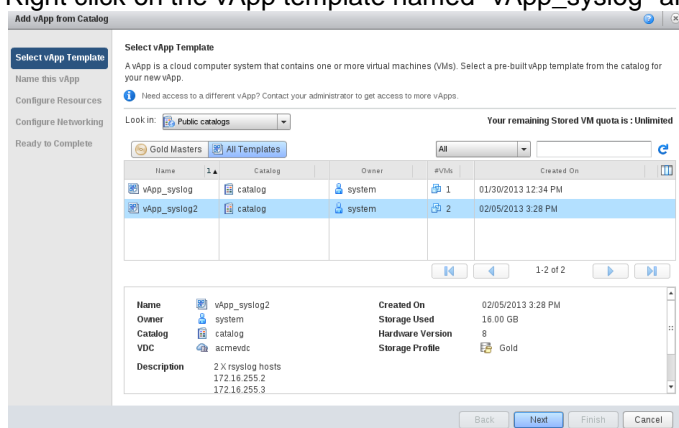 Right click on the vApp template named "vApp_syslog" an
Add vApp from Catalog
Select vApp Template
Name this vApp
Configure Resources
Configure Networking
Ready to Complete
Select vApp Template
A vApp is a cloud computer system that contains one or more virtual machines (VMs). Select a pre-built vApp template from the catalog for
your new vApp.
Need access to a different vApp? Contact your administrator to get access to more vApps.
Look in: Public catalogs Your remaining Stored VM quota is : Unlimited
Gold Masters All Templates All
Name 1▲ Catalog Owner #VMs Created On
vApp_syslog catalog system 1 01/30/2013 12:34 PM
vApp_syslog2 catalog system 2 02/05/2013 3:28 PM
1-2 of 2
Name vApp_syslog2 Created On 02/05/2013 3:28 PM
Owner system Storage Used 16.00 GB
Catalog catalog Hardware Version 8
VDC acmevdc Storage Profile Gold
Description 2 X rsyslog hosts
172.16.255.2
172.16.255.3
Back Next Finish Cancel